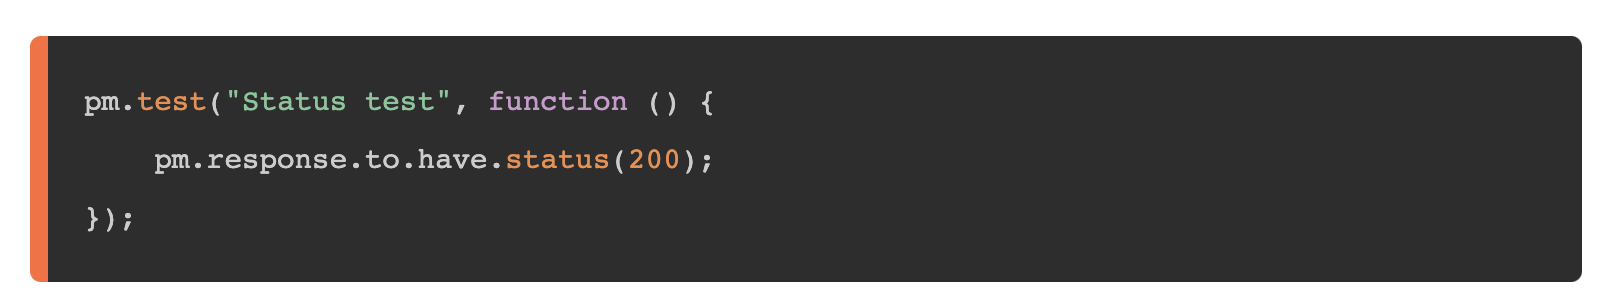 pm.test("Status test", function () {
    pm.response.to.have.status(200);
});